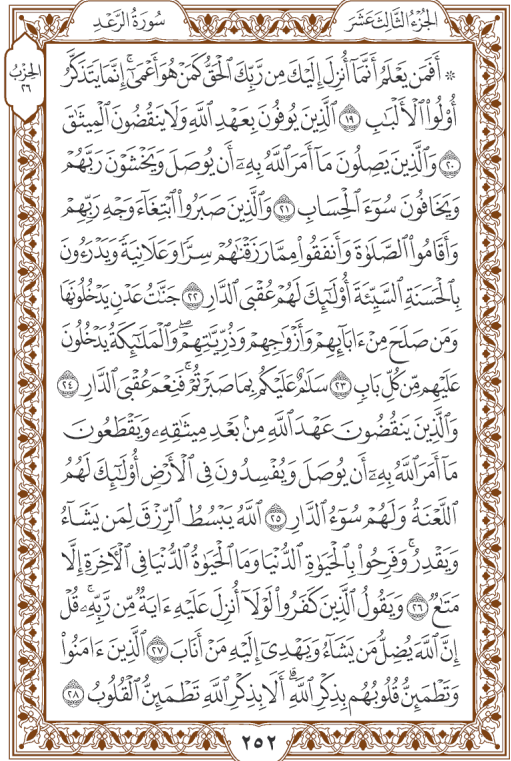 الجُزْءُ الثَّالِثَ عَشَرَ
سُورَةُ الرَّعْدِ
الحِزْبُ
٢٦
۞ أَفَمَن يَعْلَمُ أَنَّمَآ أُنزِلَ إِلَيْكَ مِن رَّبِّكَ ٱلْحَقُّ كَمَنْ هُوَ أَعْمَىٰٓۚ إِنَّمَا يَتَذَكَّرُ
أُو۟لُوا۟ ٱلْأَلْبَٰبِ ١٩ ٱلَّذِينَ يُوفُونَ بِعَهْدِ ٱللَّهِ وَلَا يَنقُضُونَ ٱلْمِيثَٰقَ
٢٠ وَٱلَّذِينَ يَصِلُونَ مَآ أَمَرَ ٱللَّهُ بِهِۦٓ أَن يُوصَلَ وَيَخْشَوْنَ رَبَّهُمْ
وَيَخَافُونَ سُوٓءَ ٱلْحِسَابِ ٢١ وَٱلَّذِينَ صَبَرُوا۟ ٱبْتِغَآءَ وَجْهِ رَبِّهِمْ
وَأَقَامُوا۟ ٱلصَّلَوٰةَ وَأَنفَقُوا۟ مِمَّا رَزَقْنَٰهُمْ سِرًّا وَعَلَانِيَةً وَيَدْرَءُونَ
بِٱلْحَسَنَةِ ٱلسَّيِّئَةَ أُو۟لَٰٓئِكَ لَهُمْ عُقْبَى ٱلدَّارِ ٢٢ جَنَّٰتُ عَدْنٍ يَدْخُلُونَهَا
وَمَن صَلَحَ مِنْ ءَابَآئِهِمْ وَأَزْوَٰجِهِمْ وَذُرِّيَّٰتِهِمْۖ وَٱلْمَلَٰٓئِكَةُ يَدْخُلُونَ
عَلَيْهِم مِّن كُلِّ بَابٍ ٢٣ سَلَٰمٌ عَلَيْكُم بِمَا صَبَرْتُمْۚ فَنِعْمَ عُقْبَى ٱلدَّارِ ٢٤
وَٱلَّذِينَ يَنقُضُونَ عَهْدَ ٱللَّهِ مِنۢ بَعْدِ مِيثَٰقِهِۦ وَيَقْطَعُونَ
مَآ أَمَرَ ٱللَّهُ بِهِۦٓ أَن يُوصَلَ وَيُفْسِدُونَ فِى ٱلْأَرْضِ أُو۟لَٰٓئِكَ لَهُمُ
ٱللَّعْنَةُ وَلَهُمْ سُوٓءُ ٱلدَّارِ ٢٥ ٱللَّهُ يَبْسُطُ ٱلرِّزْقَ لِمَن يَشَآءُ
وَيَقْدِرُۚ وَفَرِحُوا۟ بِٱلْحَيَوٰةِ ٱلدُّنْيَا وَمَا ٱلْحَيَوٰةُ ٱلدُّنْيَا فِى ٱلْءَاخِرَةِ إِلَّا
مَتَٰعٌ ٢٦ وَيَقُولُ ٱلَّذِينَ كَفَرُوا۟ لَوْلَآ أُنزِلَ عَلَيْهِ ءَايَةٌ مِّن رَّبِّهِۦۚ قُلْ
إِنَّ ٱللَّهَ يُضِلُّ مَن يَشَآءُ وَيَهْدِىٓ إِلَيْهِ مَنْ أَنَابَ ٢٧ ٱلَّذِينَ ءَامَنُوا۟
وَتَطْمَئِنُّ قُلُوبُهُم بِذِكْرِ ٱللَّهِۗ أَلَا بِذِكْرِ ٱللَّهِ تَطْمَئِنُّ ٱلْقُلُوبُ ٢٨
٢٥٢